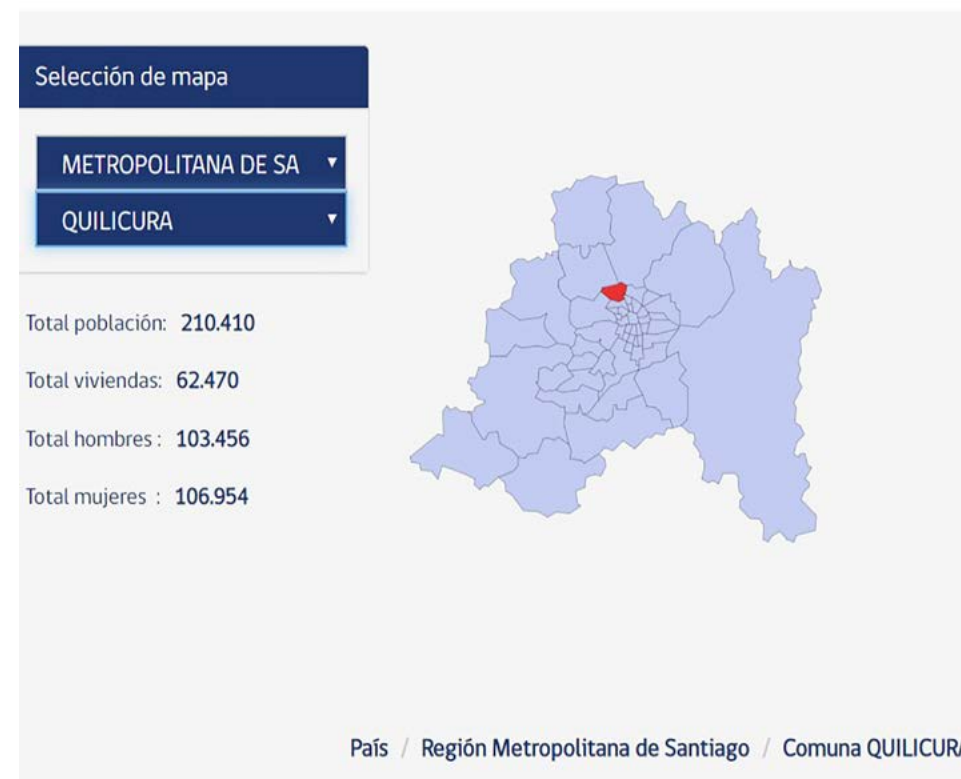 Selección de mapa
METROPOLITANA DE SA
QUILICURA
Total población: 210.410
Total viviendas: 62.470
Total hombres : 103.456
Total mujeres : 106.954
País / Región Metropolitana de Santiago / Comuna QUILICURA